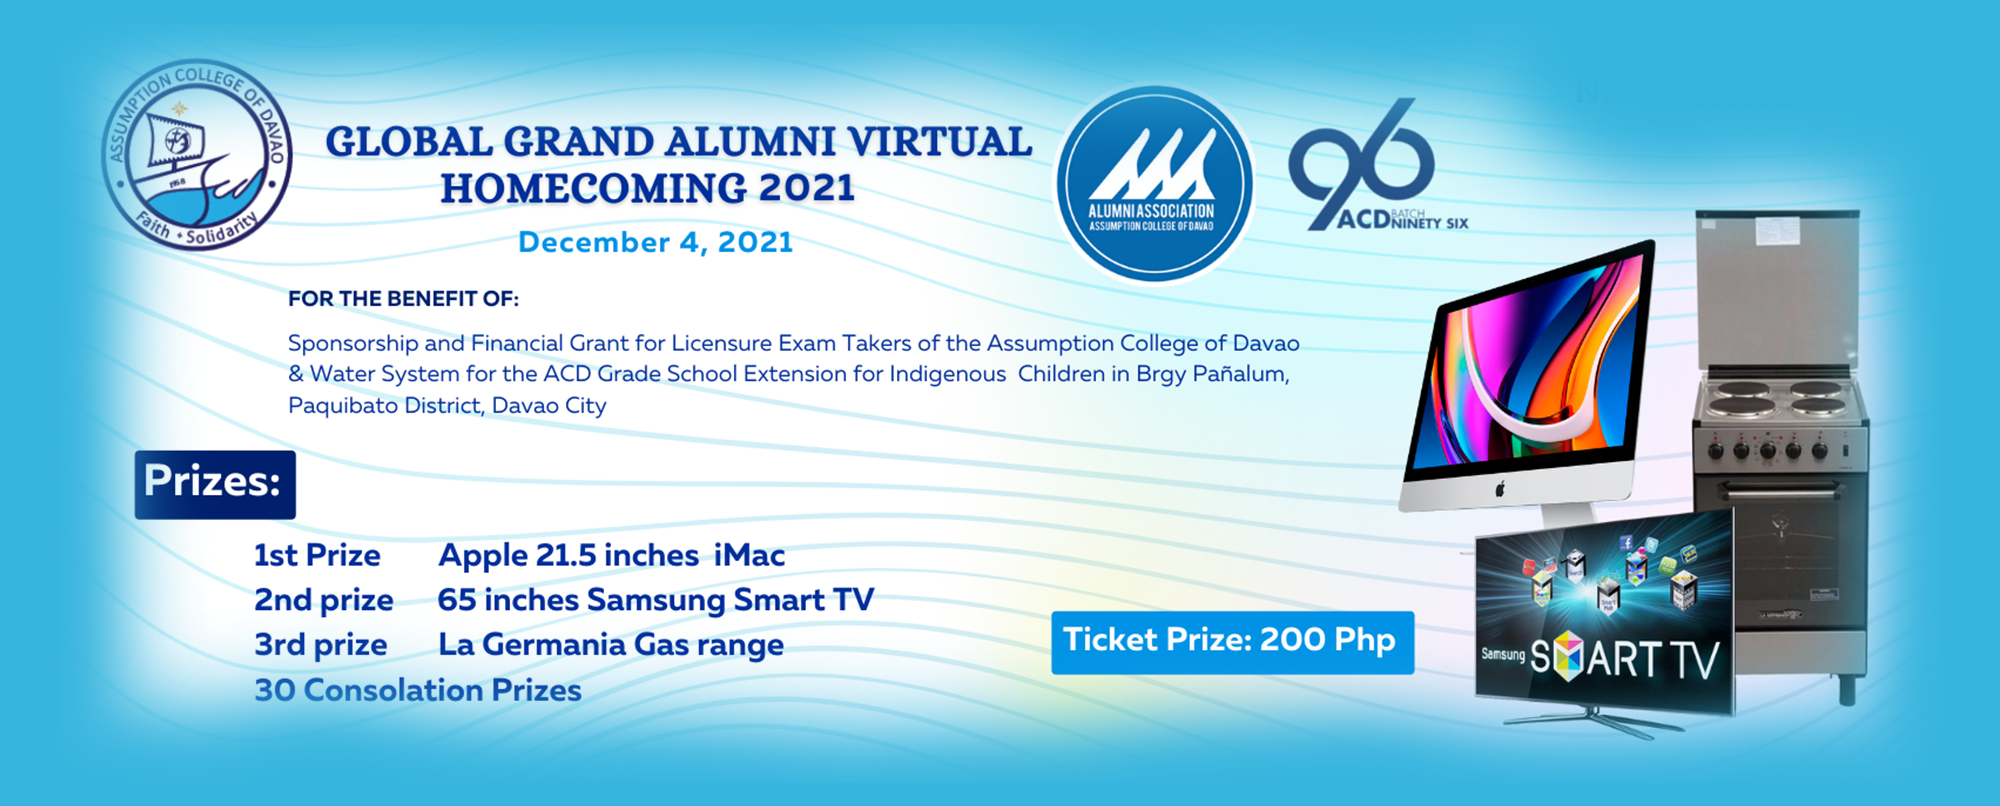 ASSUMPTION COLLEGE OF DAVAO
1958
Faith • Solidarity
GLOBAL GRAND ALUMNI VIRTUAL
HOMECOMING 2021
December 4, 2021
ALUMNI ASSOCIATION
ASSUMPTION COLLEGE OF DAVAO
96
ACD BATCH NINETY SIX
FOR THE BENEFIT OF:
Sponsorship and Financial Grant for Licensure Exam Takers of the Assumption College of Davao
& Water System for the ACD Grade School Extension for Indigenous Children in Brgy Pañalum,
Paquibato District, Davao City
Prizes:
1st Prize Apple 21.5 inches iMac
2nd prize 65 inches Samsung Smart TV
3rd prize La Germania Gas range
30 Consolation Prizes
Ticket Prize: 200 Php
Smart Hub
Samsung SMART TV